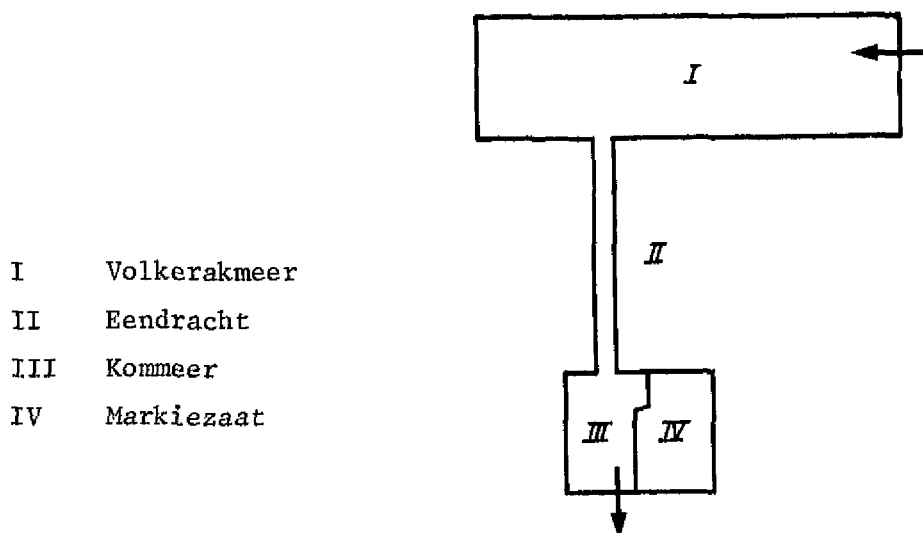 I
II
I Volkerakmeer
II Eendracht
III Kommeer
IV Markiezaat
III IV